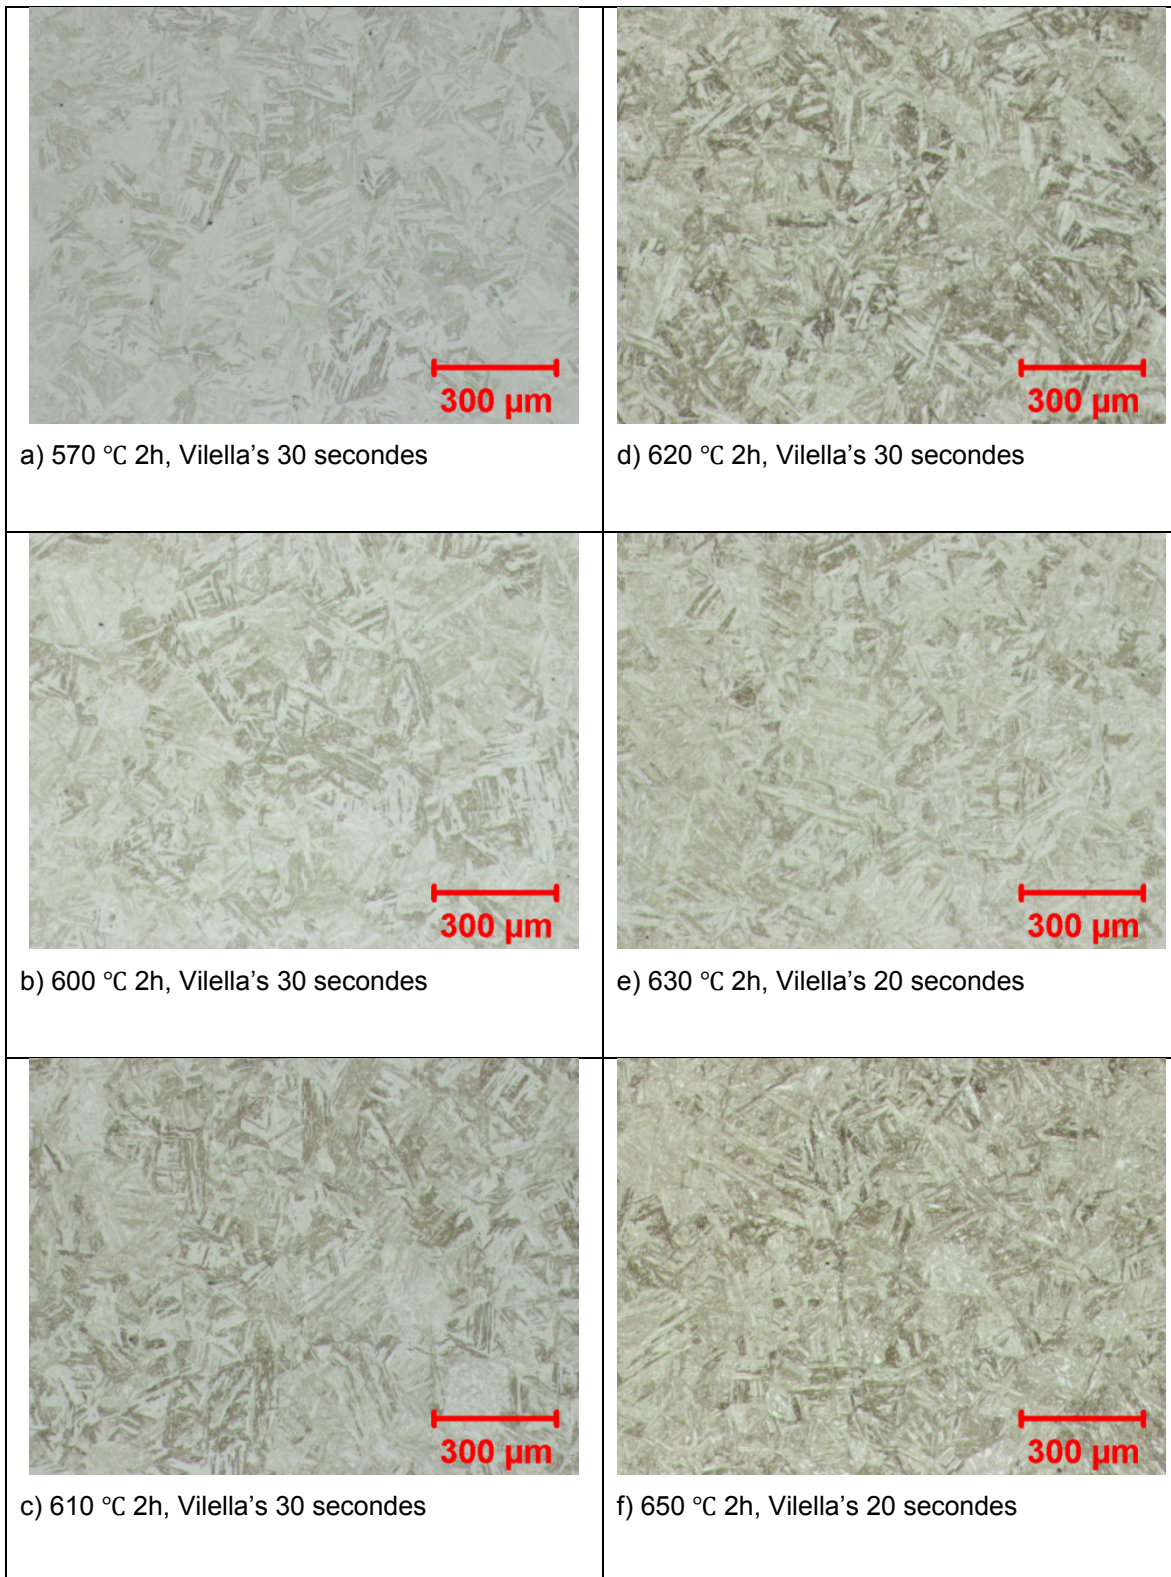 300 µm
a) 570 ℃ 2h, Vilella’s 30 secondes
300 µm
d) 620 ℃ 2h, Vilella’s 30 secondes
300 µm
b) 600 ℃ 2h, Vilella’s 30 secondes
300 µm
e) 630 ℃ 2h, Vilella’s 20 secondes
300 µm
c) 610 ℃ 2h, Vilella’s 30 secondes
300 µm
f) 650 ℃ 2h, Vilella’s 20 secondes